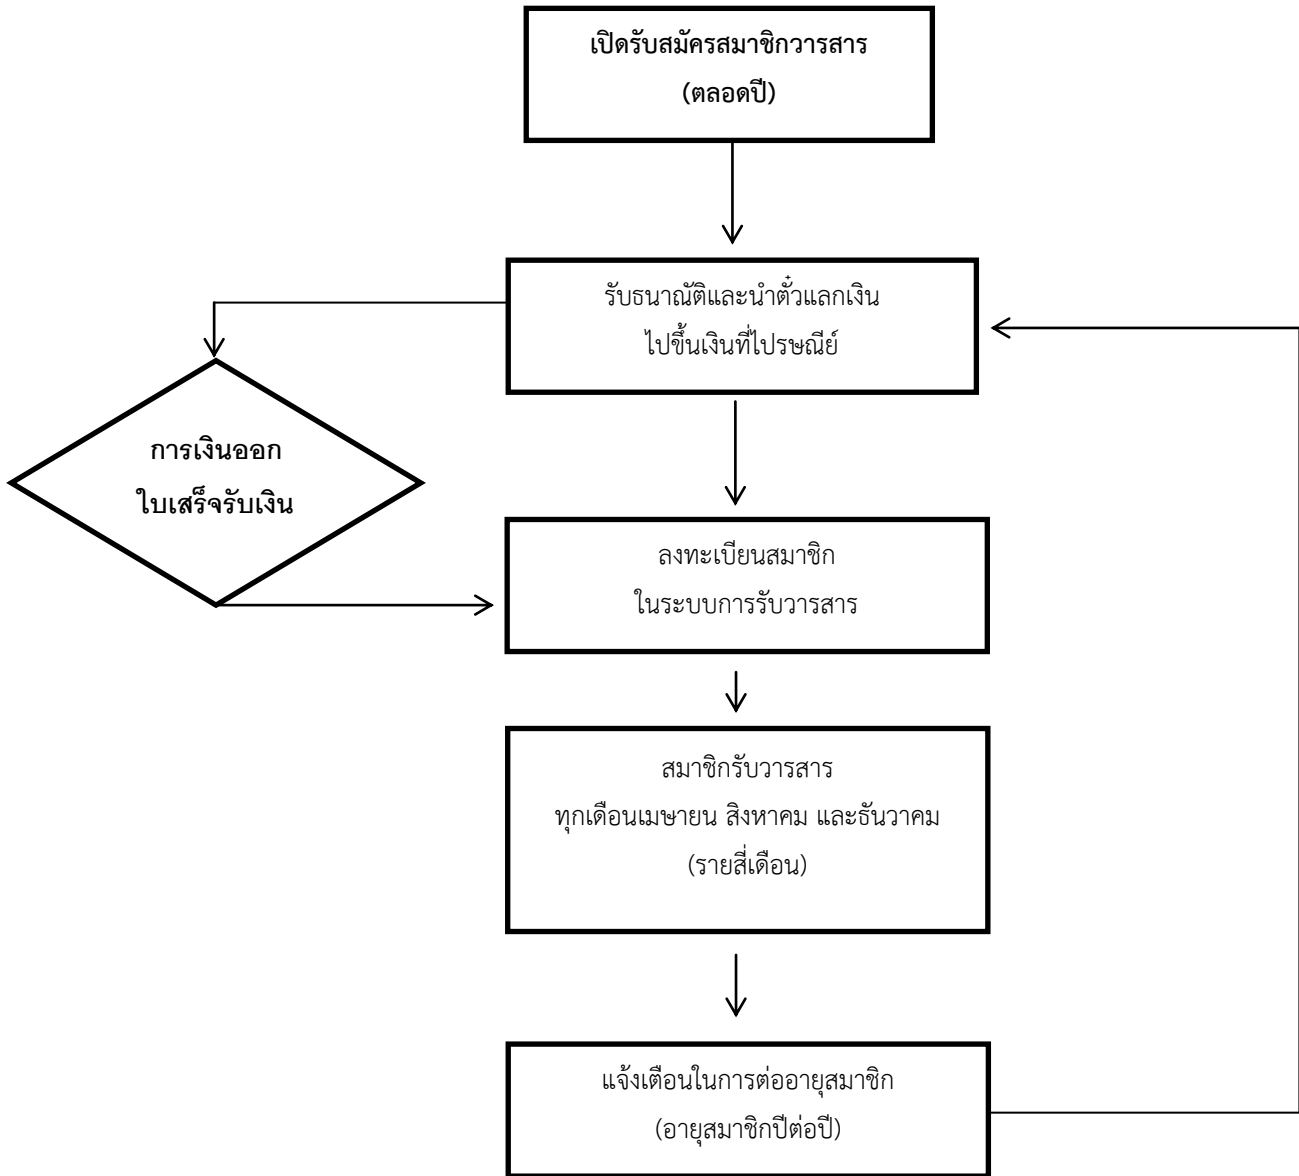 เปิดรับสมัครสมาชิกวารสาร
(ตลอดปี)
รับธนาณัติและนำตั๋วแลกเงิน
ไปขึ้นเงินที่ไปรษณีย์
การเงินออก
ใบเสร็จรับเงิน
ลงทะเบียนสมาชิก
ในระบบการรับวารสาร
สมาชิกรับวารสาร
ทุกเดือนเมษายน สิงหาคม และธันวาคม
(รายสี่เดือน)
แจ้งเตือนในการต่ออายุสมาชิก
(อายุสมาชิกปีต่อปี)